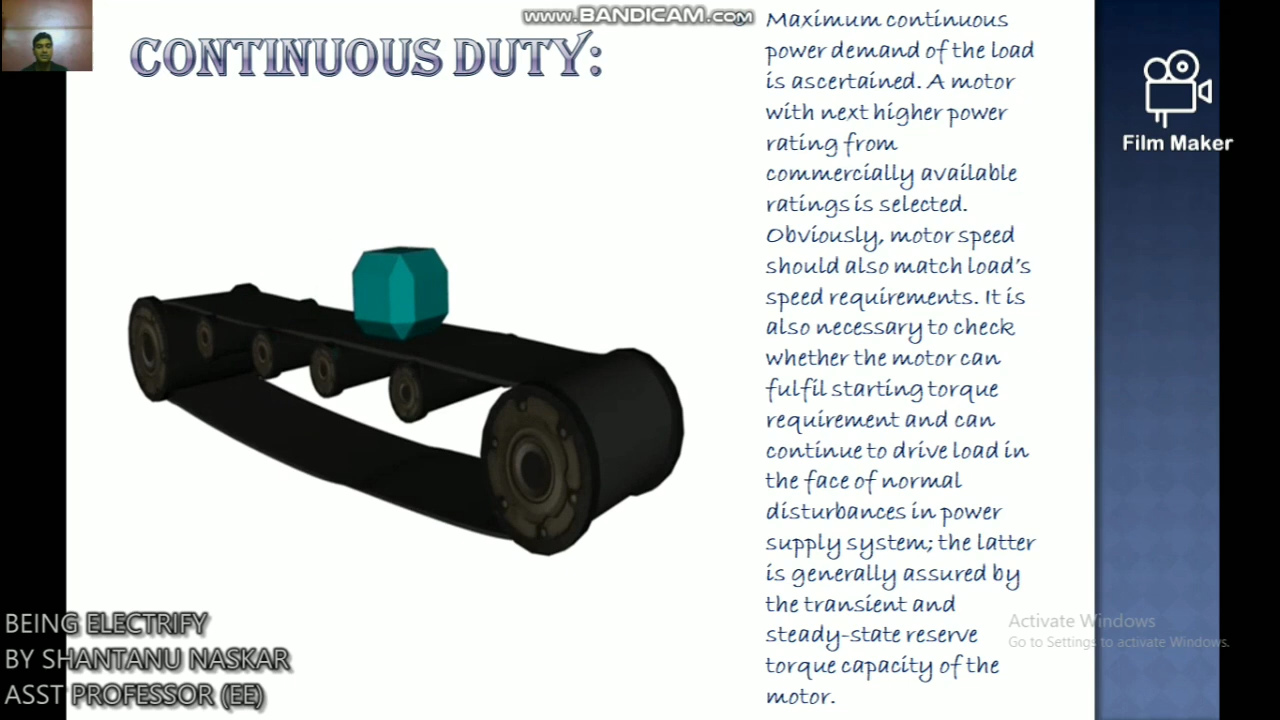 www.BANDICAM.com
CONTINUOUS DUTY:
Maximum continuous
power demand of the load
is ascertained. A motor
with next higher power
rating from
commercially available
ratings is selected.
Obviously, motor speed
should also match load's
speed requirements. It is
also necessary to check
whether the motor can
fulfil starting torque
requirement and can
continue to drive load in
the face of normal
disturbances in power
supply system; the latter
is generally assured by
the transient and
steady-state reserve
torque capacity of the
motor.
Film Maker
Activate Windows
Go to Settings to activate Windows.
BEING ELECTRIFY
BY SHANTANU NASKAR
ASST PROFESSOR (EE)